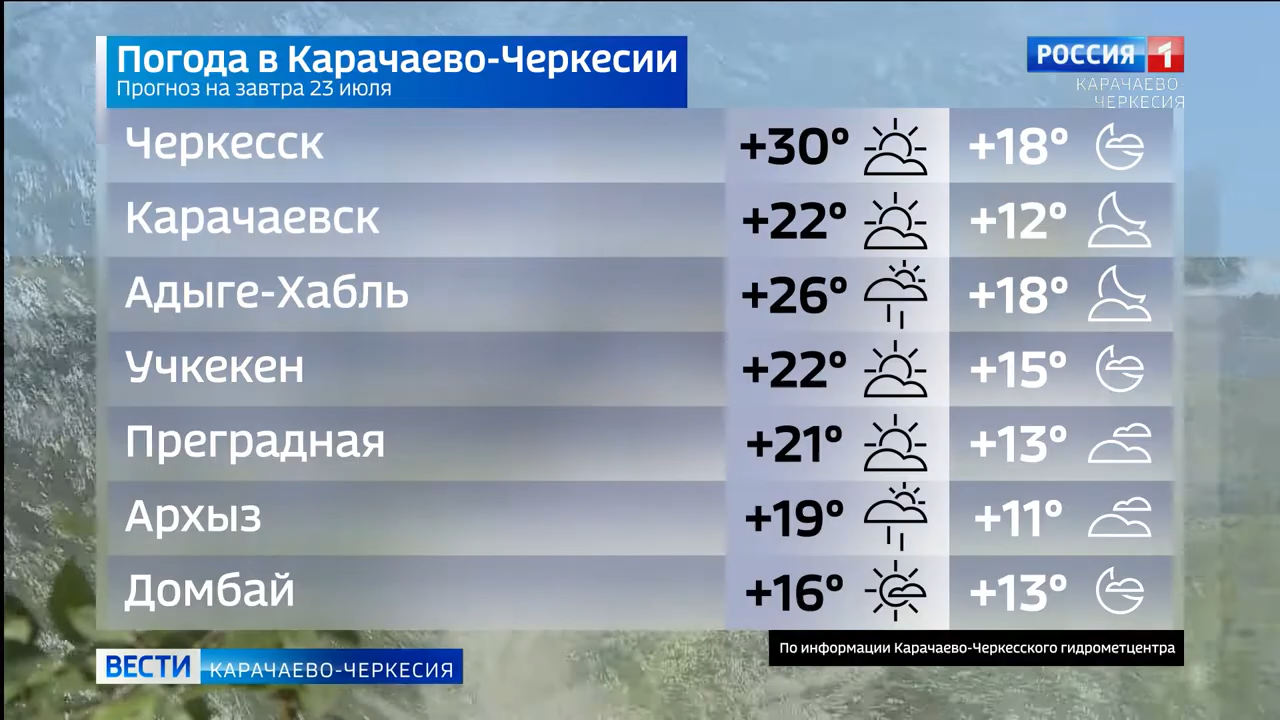 Погода в Карачаево-Черкесии
Прогноз на завтра 23 июля
РОССИЯ 1
КАРАЧАЕВО-
ЧЕРКЕСИЯ
Черкесск +30° +18°
Карачаевск +22° +12°
Адыге-Хабль +26° +18°
Учкекен +22° +15°
Преградная +21° +13°
Архыз +19° +11°
Домбай +16° +13°
По информации Карачаево-Черкесского гидрометцентра
ВЕСТИ КАРАЧАЕВО-ЧЕРКЕСИЯ